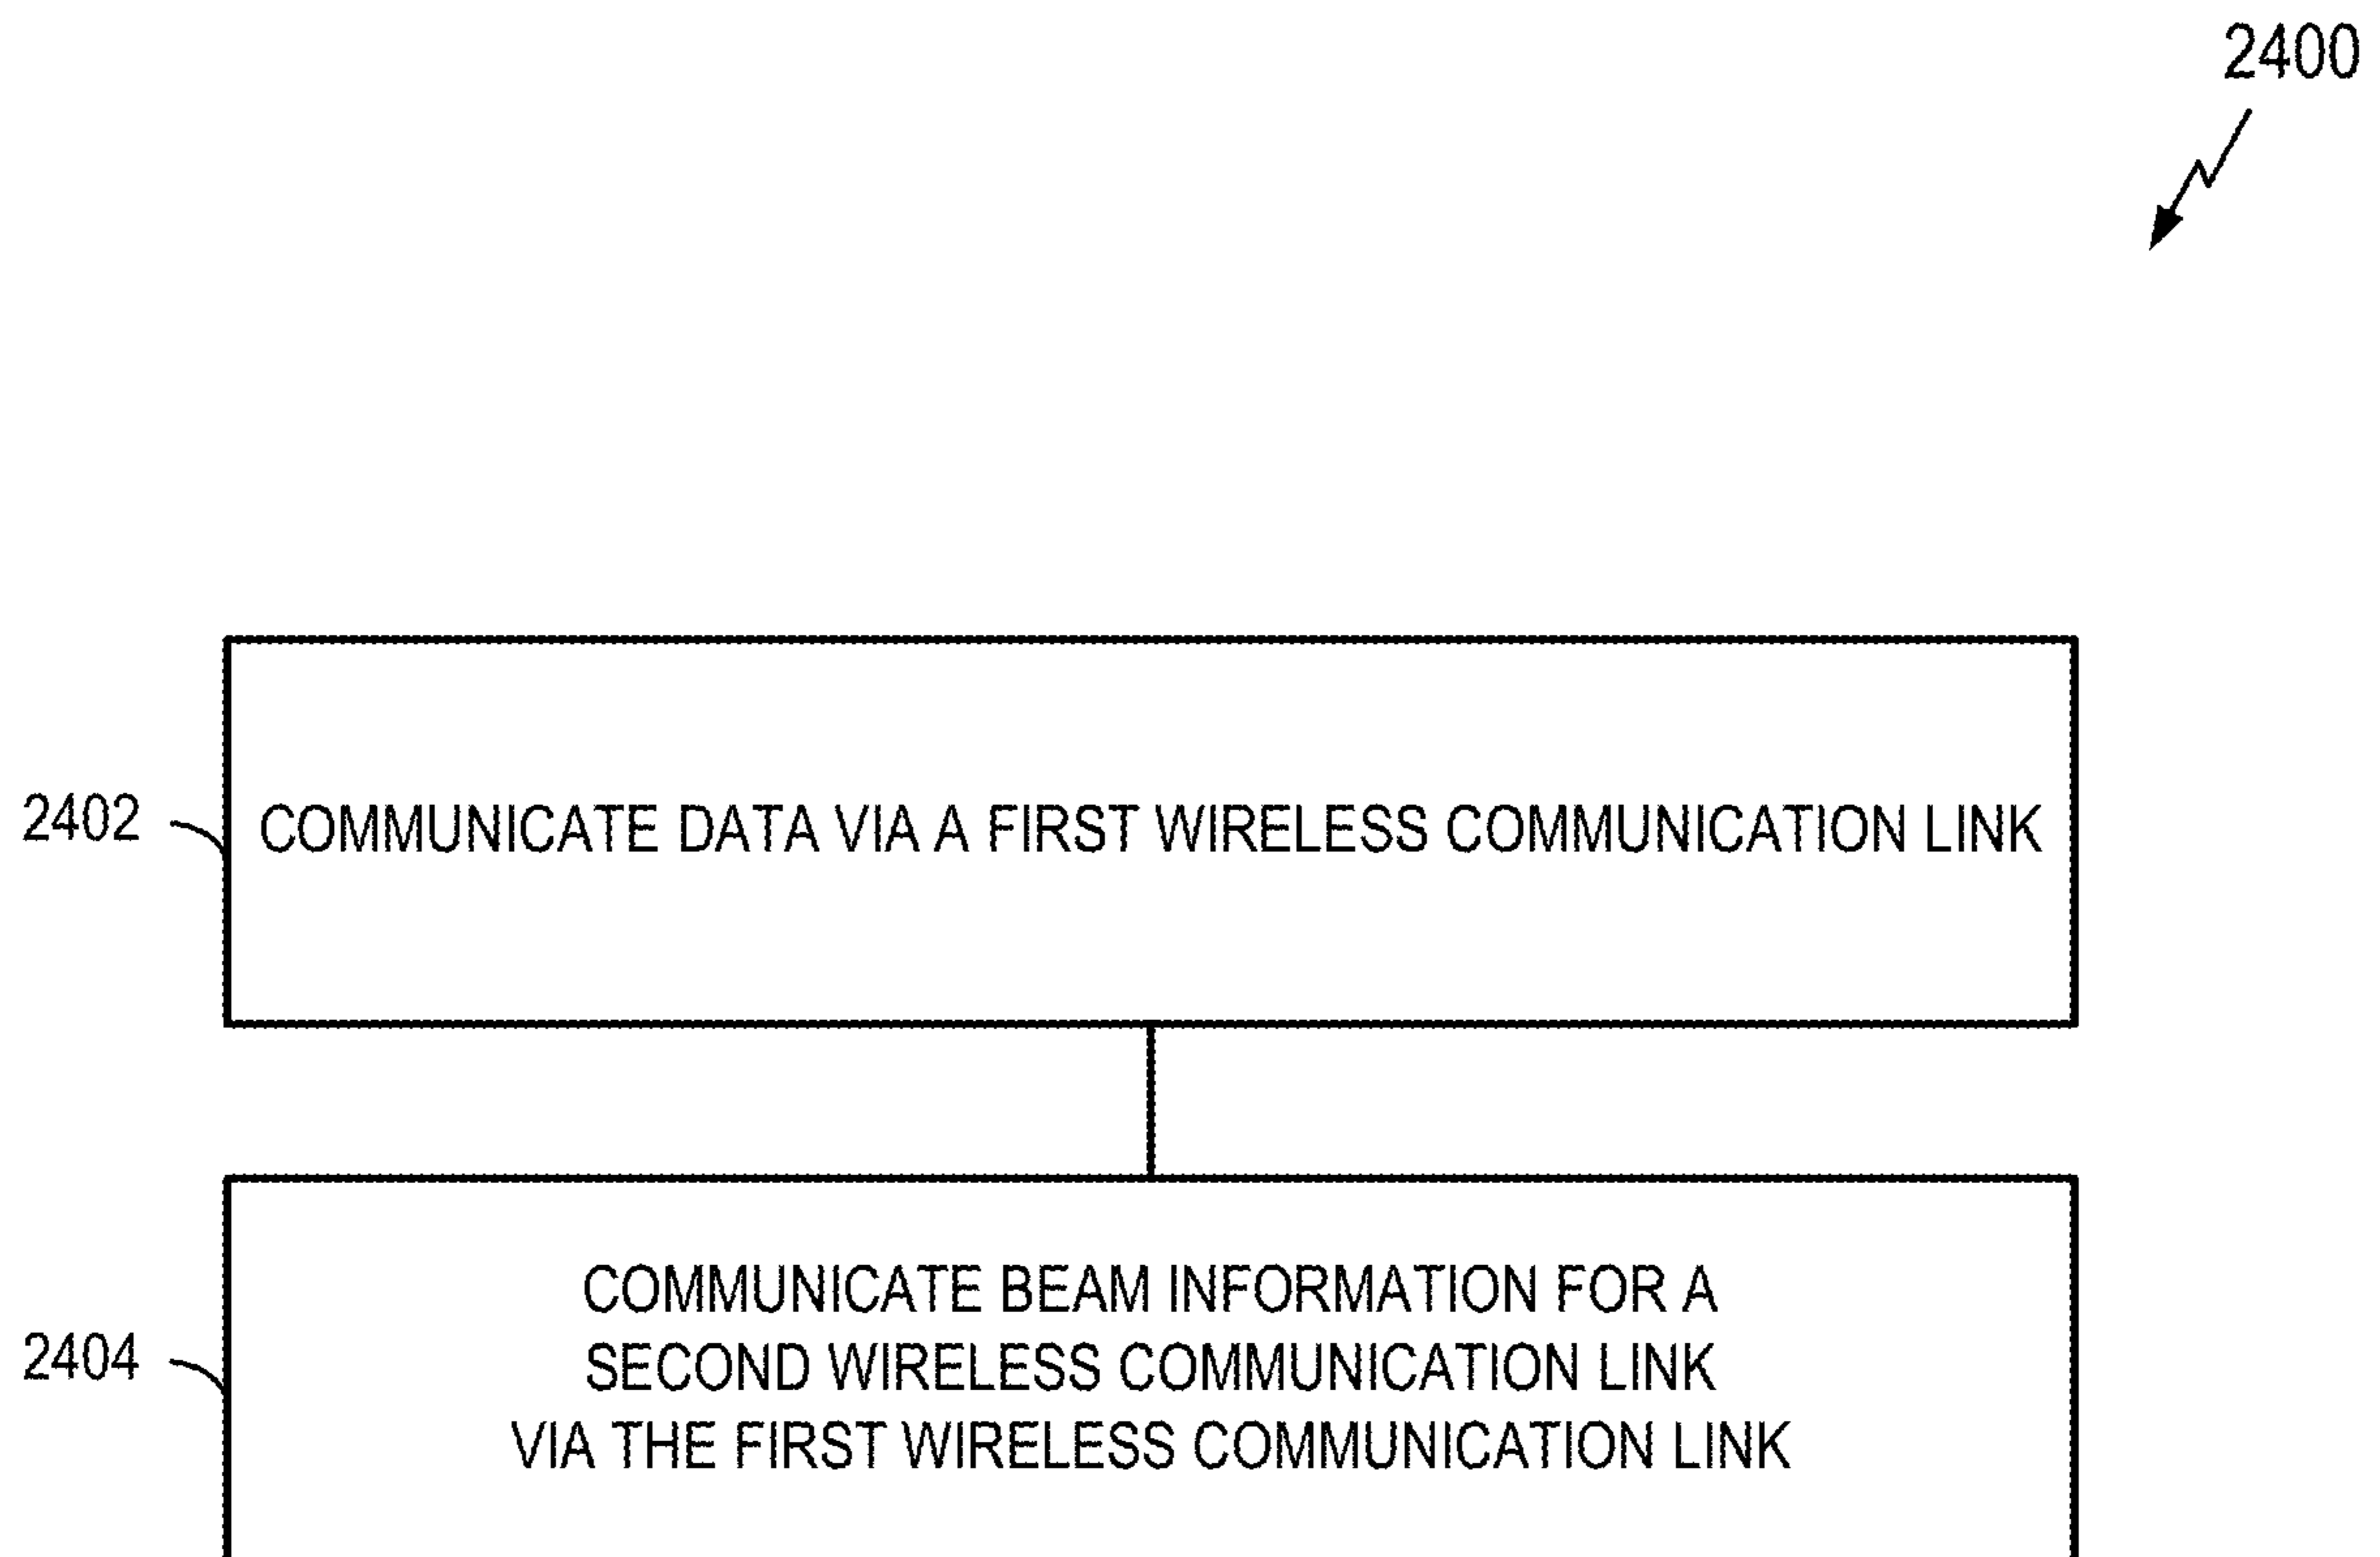 2400
2402
COMMUNICATE DATA VIA A FIRST WIRELESS COMMUNICATION LINK
2404
COMMUNICATE BEAM INFORMATION FOR A
SECOND WIRELESS COMMUNICATION LINK
VIA THE FIRST WIRELESS COMMUNICATION LINK